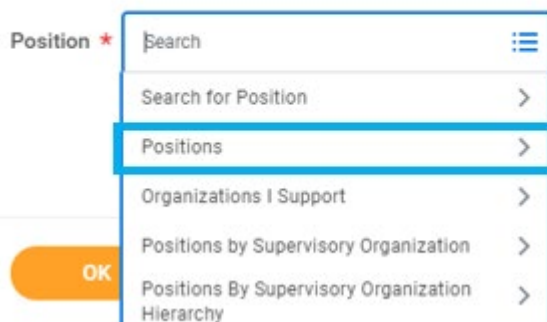 Position * Search
Search for Position
Positions
Organizations I Support
Positions by Supervisory Organization
OK
Positions By Supervisory Organization
Hierarchy